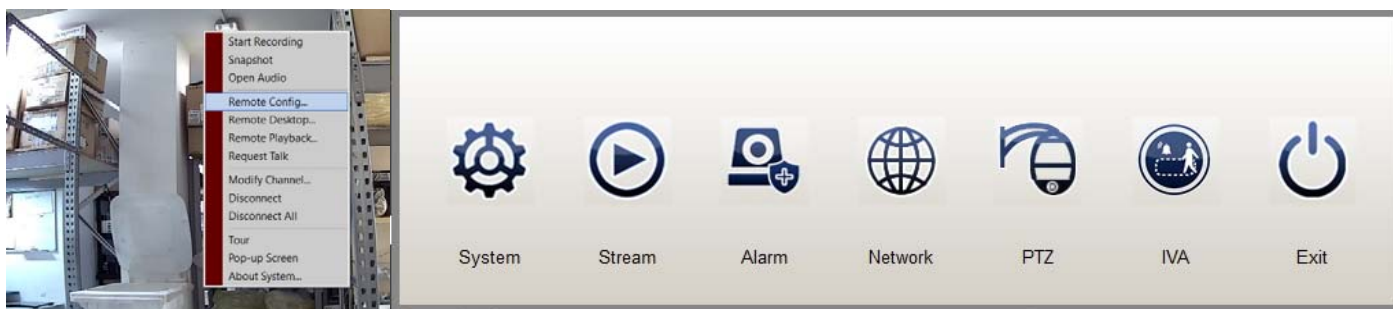 Start Recording
Snapshot
Open Audio
Remote Config...
Remote Desktop...
Remote Playback...
Request Talk
Modify Channel...
Disconnect
Disconnect All
Tour
Pop-up Screen
About System...
System
Stream
Alarm
Network
PTZ
IVA
Exit